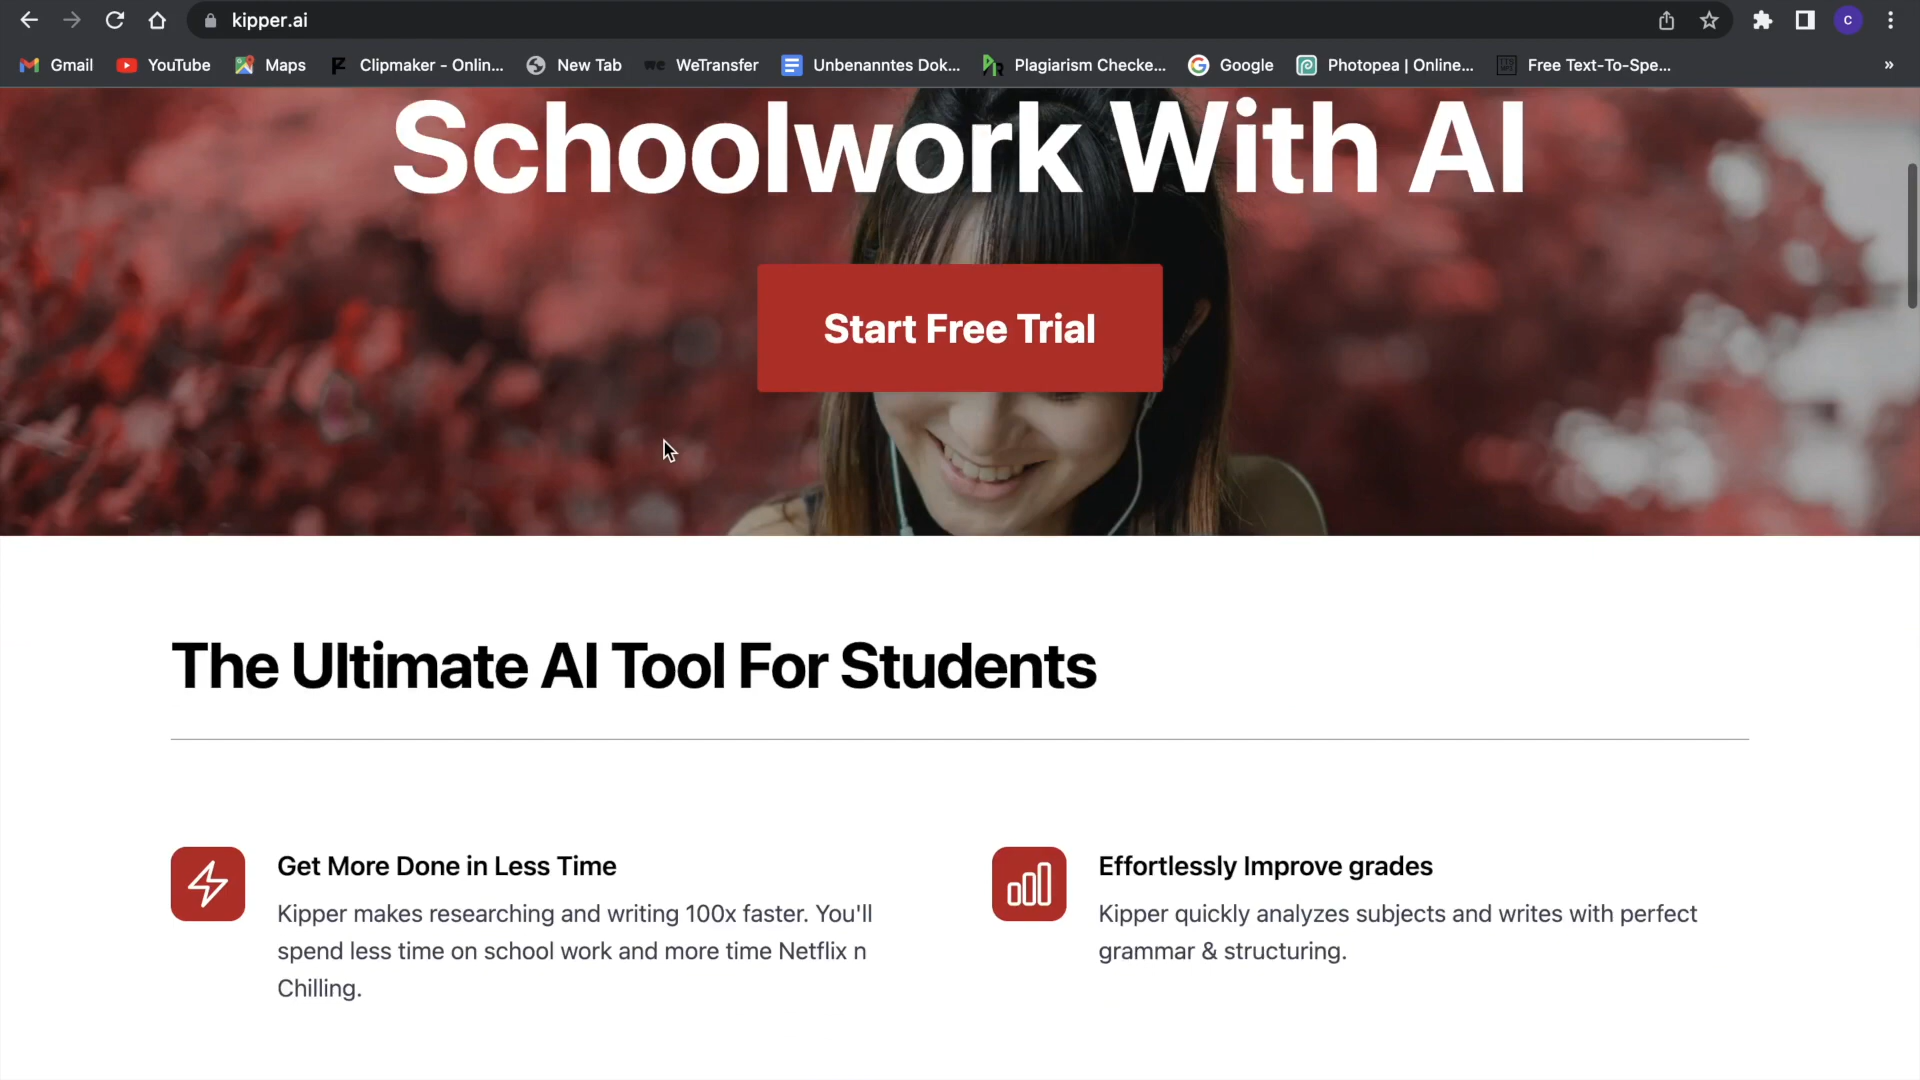 kipper.ai
C
Gmail YouTube Maps Clipmaker - Onlin... New Tab we WeTransfer Unbenanntes Dok... Plagiarism Checke... Google Photopea | Online... Free Text-To-Spe... »
Schoolwork With AI
Start Free Trial
The Ultimate AI Tool For Students
Get More Done in Less Time
Kipper makes researching and writing 100x faster. You'll
spend less time on school work and more time Netflix n
Chilling.
Effortlessly Improve grades
Kipper quickly analyzes subjects and writes with perfect
grammar & structuring.